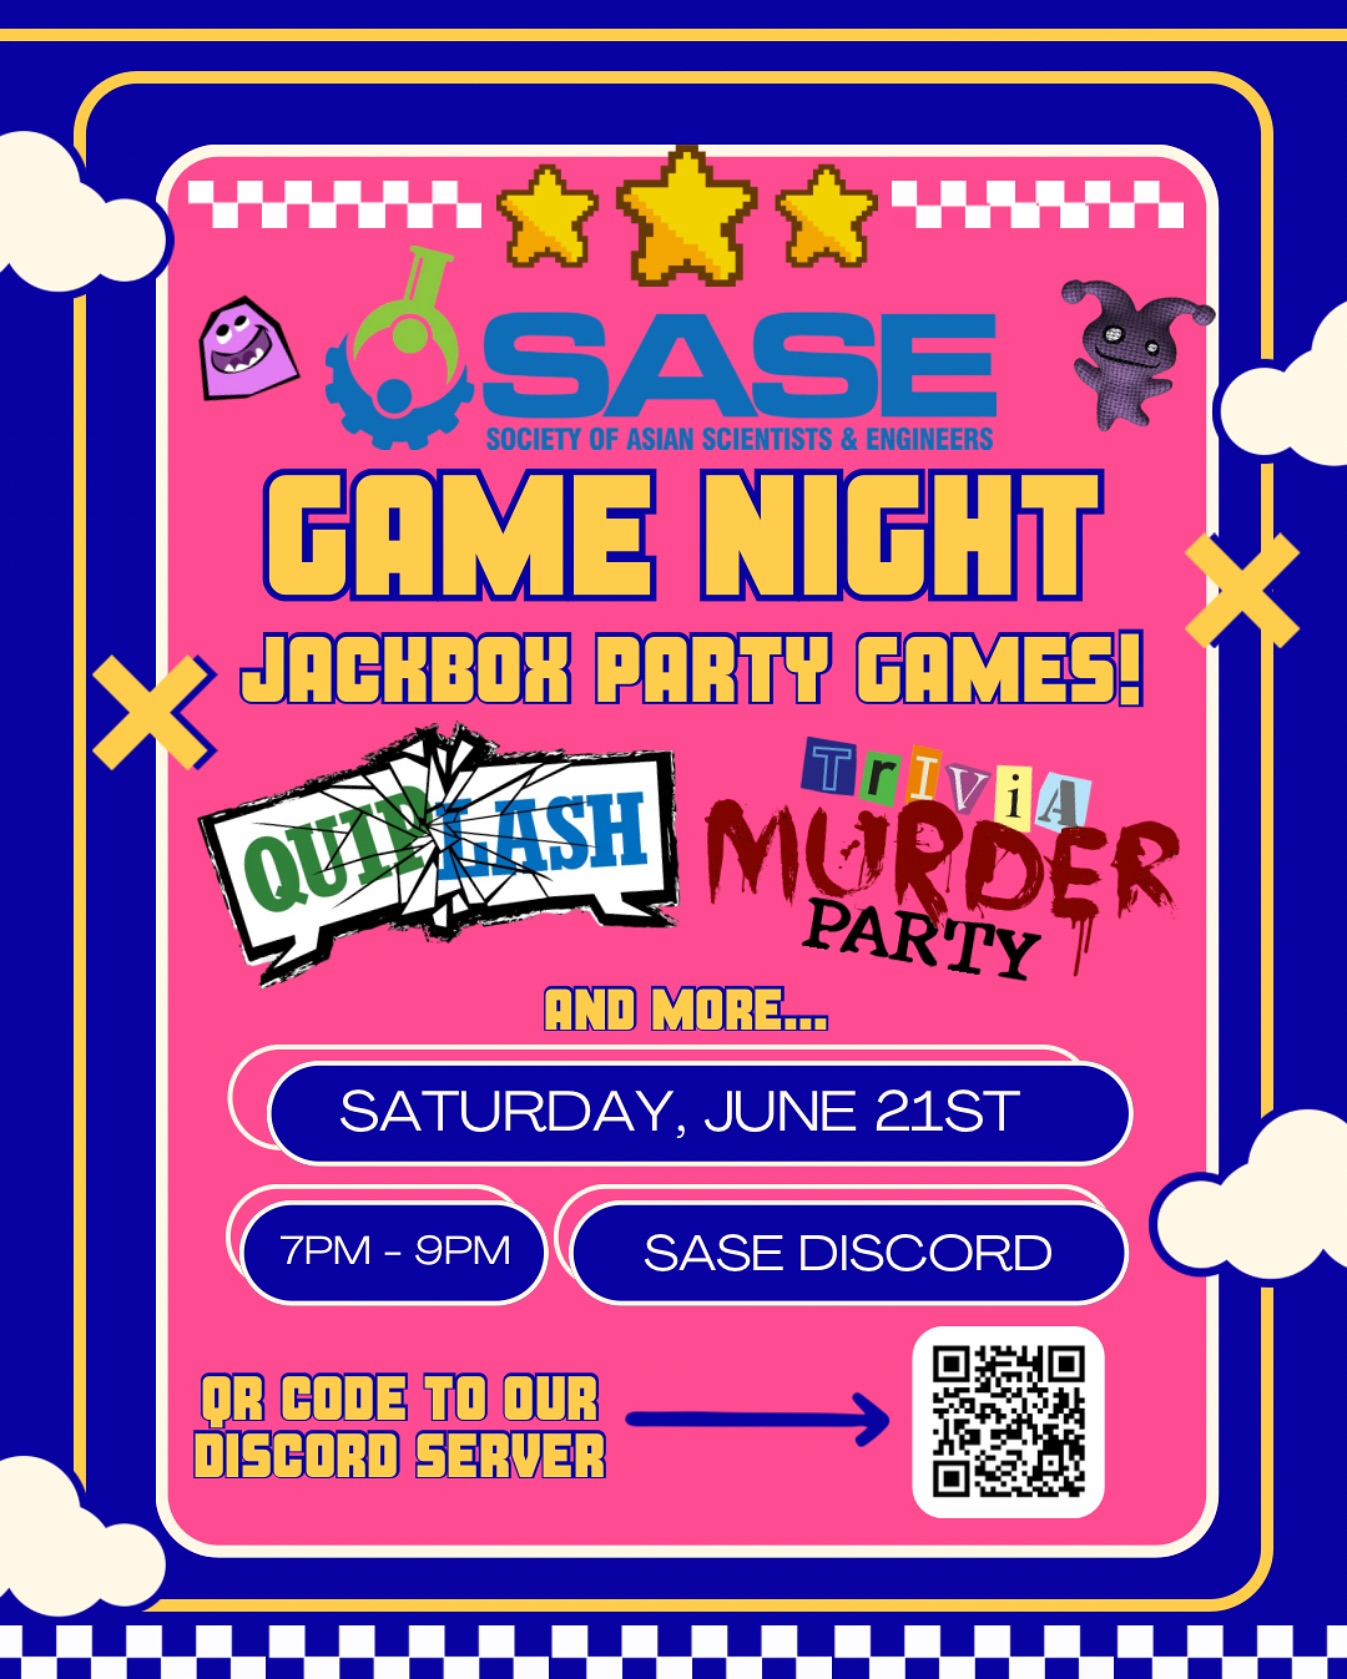 SASE
SOCIETY OF ASIAN SCIENTISTS & ENGINEERS
GAME NIGHT
JACKBOX PARTY GAMES!
QUIPLASH
TRIViA
MURDER
PARTY
AND MORE...
SATURDAY, JUNE 21ST
7PM - 9PM
SASE DISCORD
QR CODE TO OUR
DISCORD SERVER